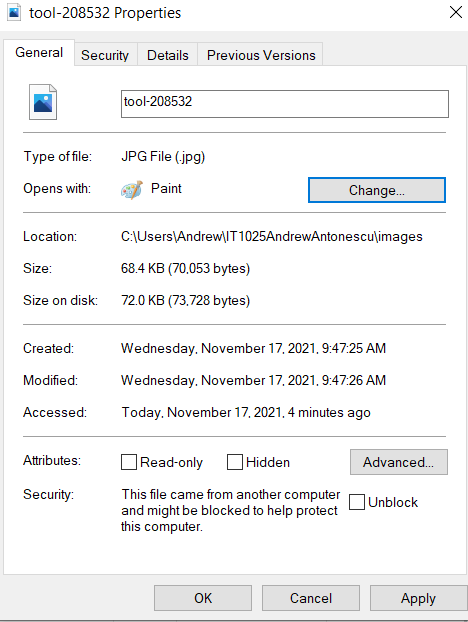 tool-208532 Properties
General Security Details Previous Versions
tool-208532
Type of file: JPG File (.jpg)
Opens with: Paint Change...
Location: C:\Users\Andrew\IT1025AndrewAntonescu\images
Size: 68.4 KB (70,053 bytes)
Size on disk: 72.0 KB (73,728 bytes)
Created: Wednesday, November 17, 2021, 9:47:25 AM
Modified: Wednesday, November 17, 2021, 9:47:26 AM
Accessed: Today, November 17, 2021, 4 minutes ago
Attributes: Read-only Hidden Advanced...
Security: This file came from another computer
and might be blocked to help protect Unblock
this computer.
OK Cancel Apply